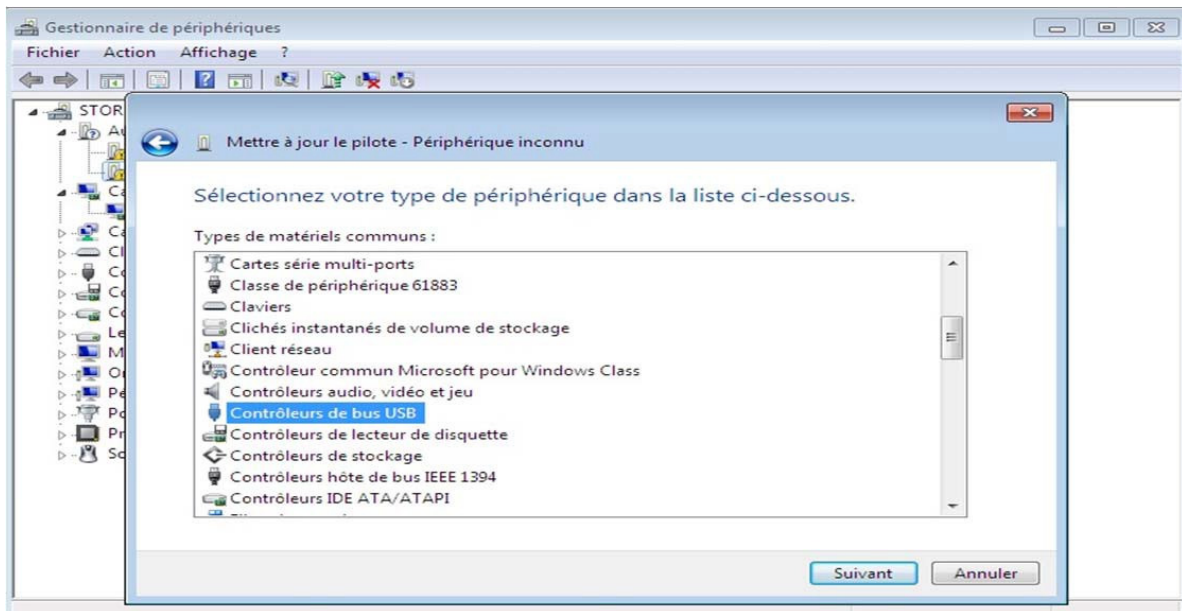 Gestionnaire de périphériques
Fichier Action Affichage ?
STOR
Mettre à jour le pilote - Périphérique inconnu
Sélectionnez votre type de périphérique dans la liste ci-dessous.
Types de matériels communs :
Cartes série multi-ports
Classe de périphérique 61883
Claviers
Clichés instantanés de volume de stockage
Client réseau
Contrôleur commun Microsoft pour Windows Class
Contrôleurs audio, vidéo et jeu
Contrôleurs de bus USB
Contrôleurs de lecteur de disquette
Contrôleurs de stockage
Contrôleurs hôte de bus IEEE 1394
Contrôleurs IDE ATA/ATAPI
Suivant Annuler